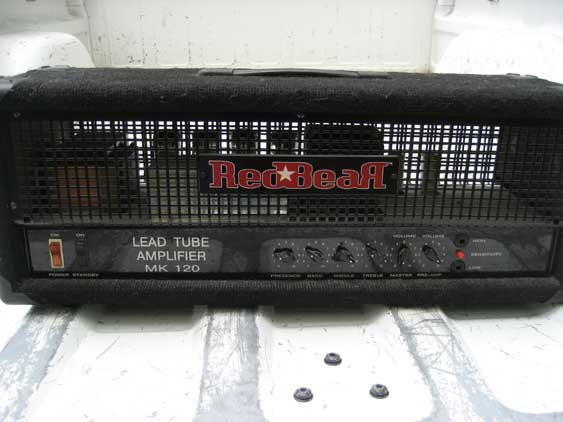 RedBeaЯ
ON ON
LEAD TUBE
AMPLIFIER
MK 120
POWER STANDBY
VOLUME VOLUME
PRESENCE BASS MIDDLE TREBLE MASTER PRE-AMP
HIGH
SENSITIVITY
LOW